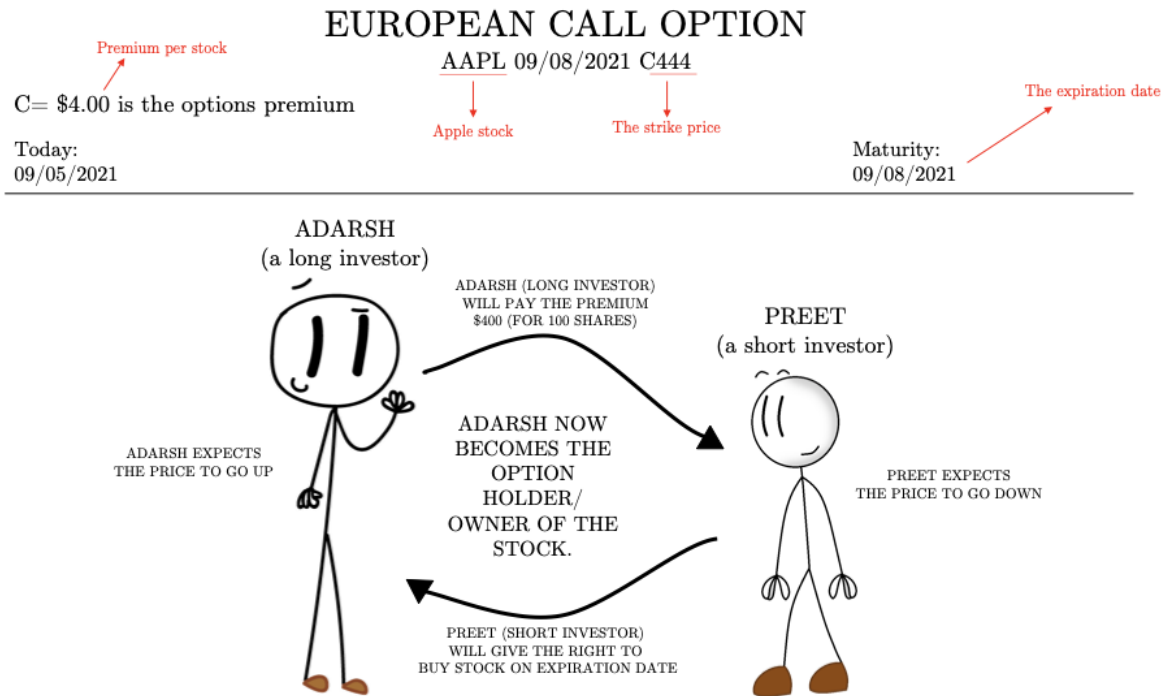 EUROPEAN CALL OPTION
Premium per stock
AAPL 09/08/2021 C444
C= $4.00 is the options premium
The expiration date
Apple stock
The strike price
Today:
09/05/2021
Maturity:
09/08/2021
ADARSH
(a long investor)
ADARSH (LONG INVESTOR)
WILL PAY THE PREMIUM
$400 (FOR 100 SHARES)
PREET
(a short investor)
ADARSH EXPECTS
THE PRICE TO GO UP
ADARSH NOW
BECOMES THE
OPTION
HOLDER/
OWNER OF THE
STOCK.
PREET EXPECTS
THE PRICE TO GO DOWN
PREET (SHORT INVESTOR)
WILL GIVE THE RIGHT TO
BUY STOCK ON EXPIRATION DATE